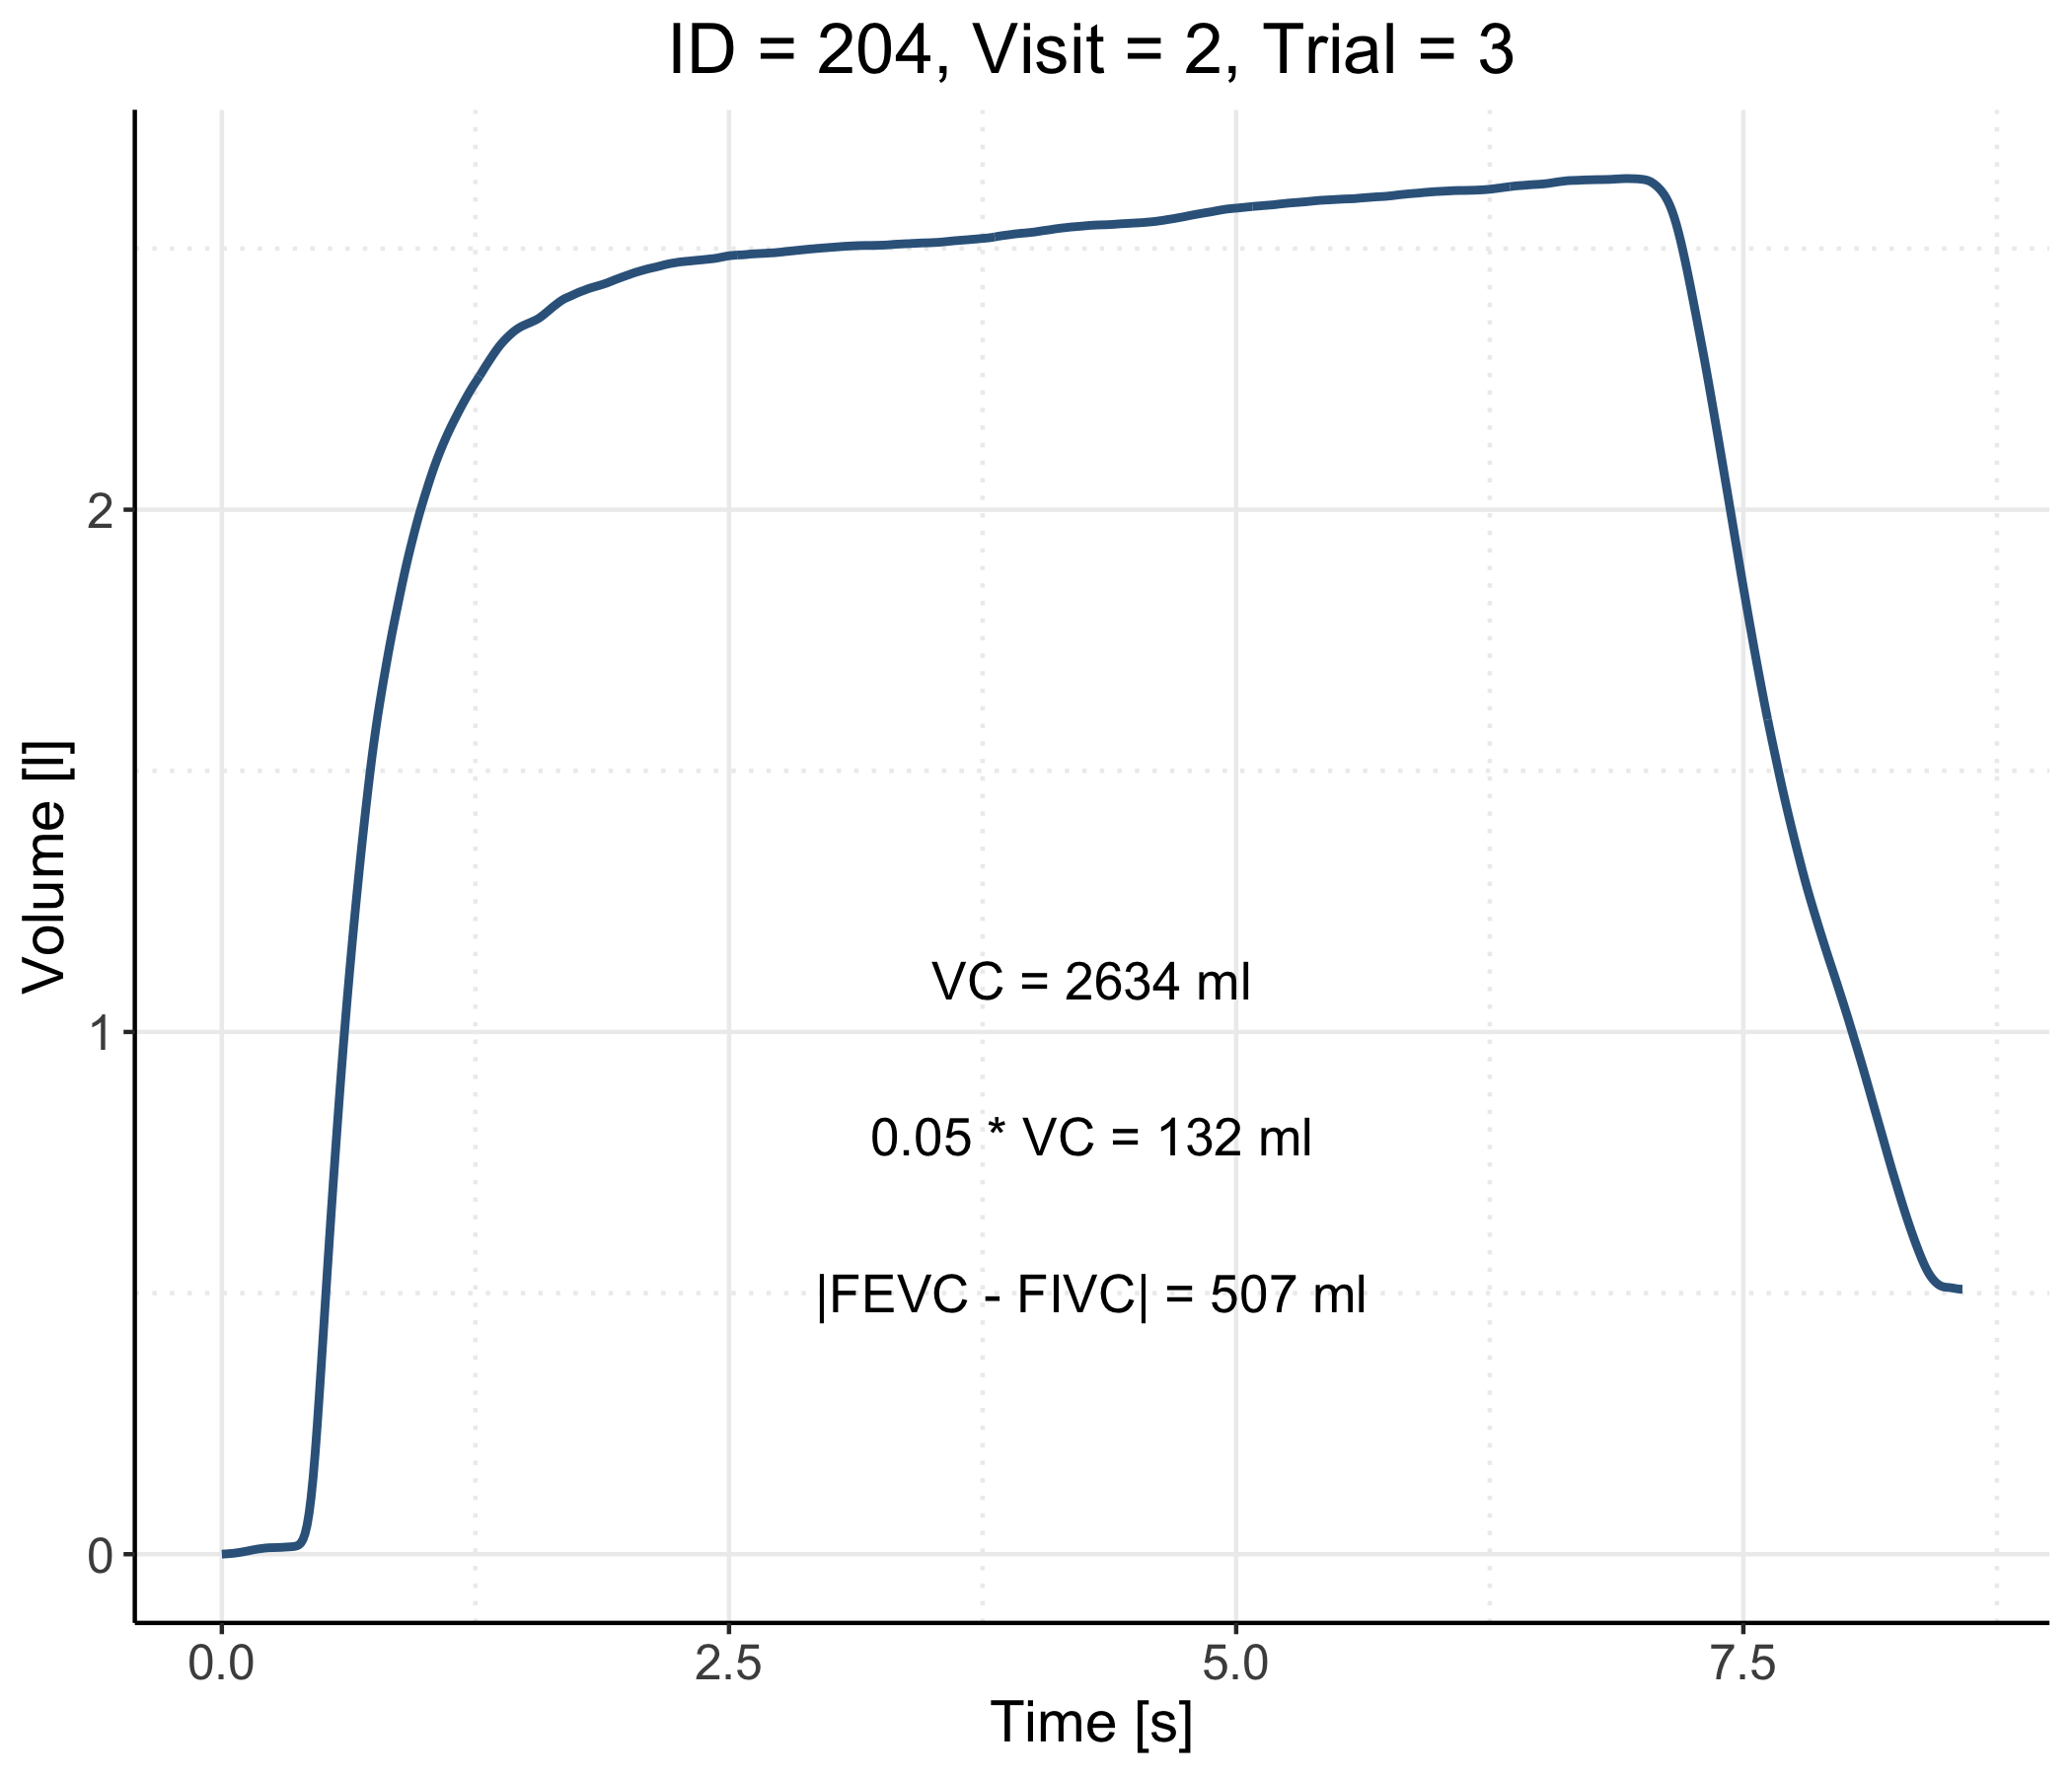 ID = 204, Visit = 2, Trial = 3
Volume [l]
2
1
0
VC = 2634 ml
0.05 * VC = 132 ml
|FEVC - FIVC| = 507 ml
0.0 2.5 5.0 7.5
Time [s]